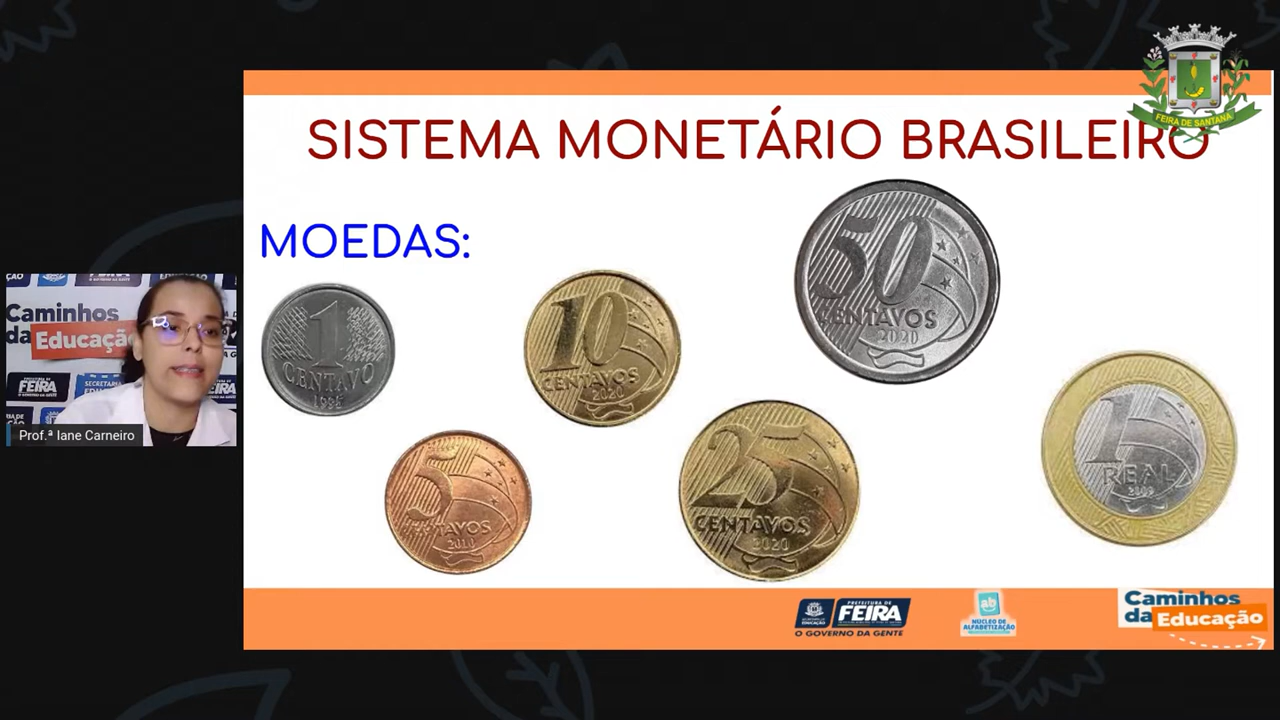 FEIRA DE SANTANA
SISTEMA MONETÁRIO BRASILEIRO
MOEDAS:
1
CENTAVO
10
CENTAVOS
2020
50
CENTAVOS
2020
5
CENTAVOS
2010
25
CENTAVOS
2020
1
REAL
Caminhos
da Educação
FEIRA
Prof.ª Iane Carneiro
PREFEITURA DE
FEIRA
O GOVERNO DA GENTE
ab
NÚCLEO DE
ALFABETIZAÇÃO
Caminhos
da Educação